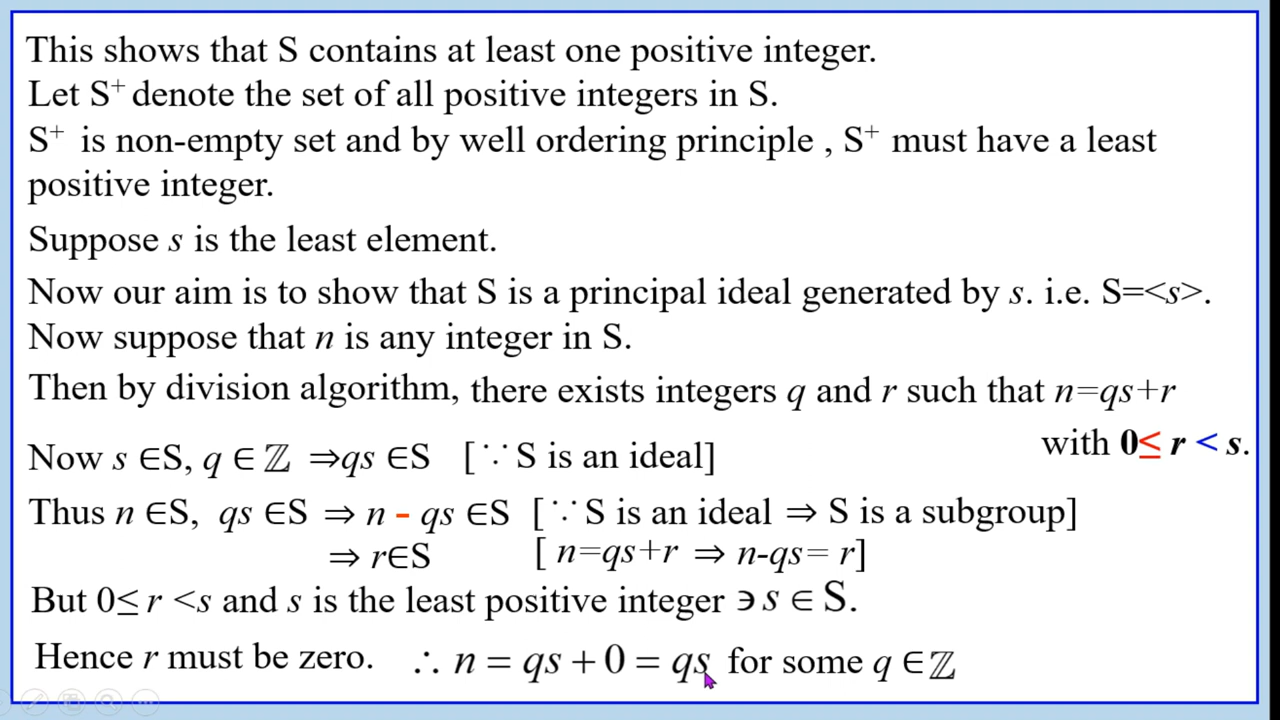 This shows that S contains at least one positive integer.
Let S⁺ denote the set of all positive integers in S.
S⁺ is non-empty set and by well ordering principle , S⁺ must have a least
positive integer.
Suppose s is the least element.
Now our aim is to show that S is a principal ideal generated by s. i.e. S=<s>.
Now suppose that n is any integer in S.
Then by division algorithm, there exists integers q and r such that n=qs+r
with 0≤ r < s.
Now s ∈S, q ∈ ℤ ⇒qs ∈S [∵ S is an ideal]
Thus n ∈S, qs ∈S ⇒ n - qs ∈S [∵ S is an ideal ⇒ S is a subgroup]
⇒ r∈S [ n=qs+r ⇒ n-qs= r]
But 0≤ r <s and s is the least positive integer ∋ s ∈ S.
Hence r must be zero. ∴ n = qs + 0 = qs for some q ∈ℤ